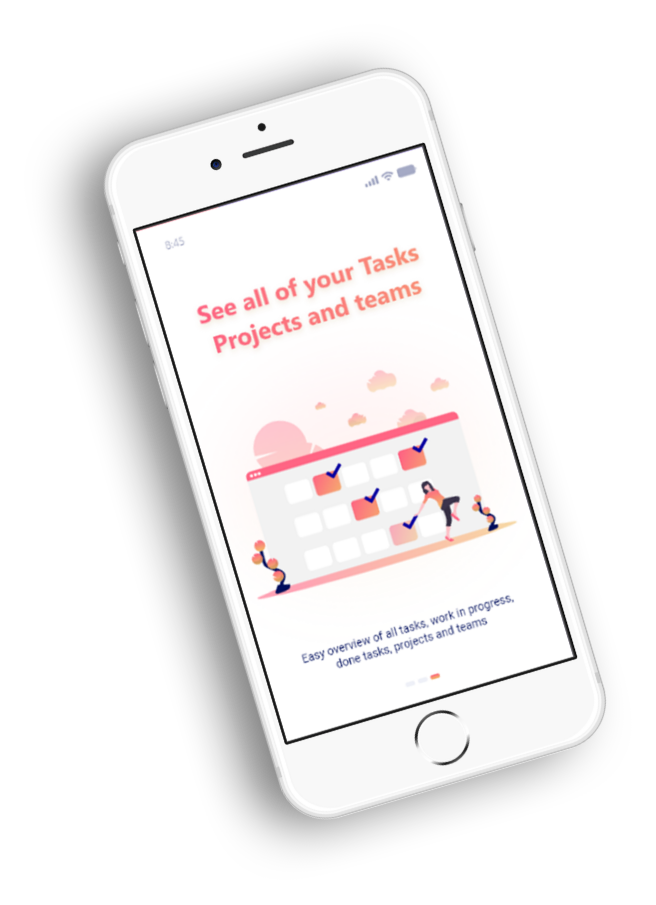 8:45
See all of your Tasks
Projects and teams
Easy overview of all tasks, work in progress,
done tasks, projects and teams